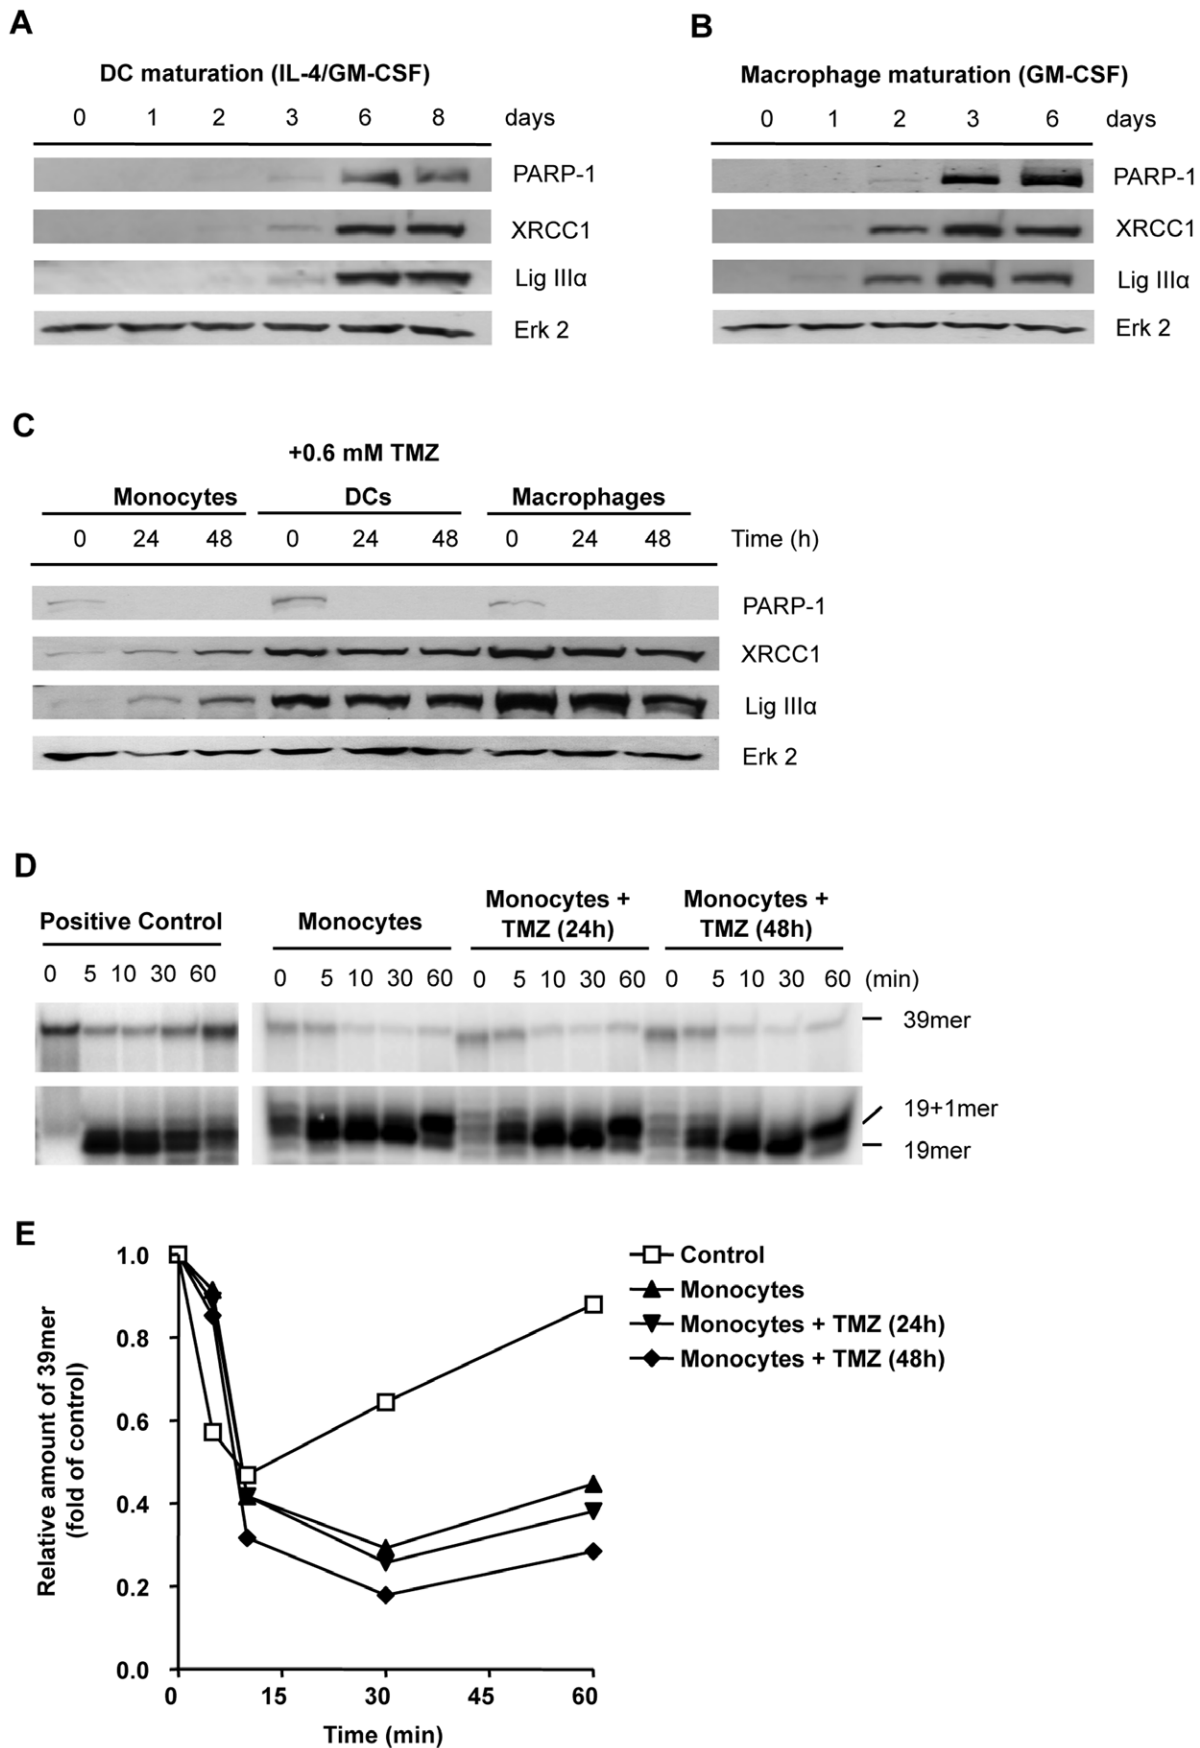 A
DC maturation (IL-4/GM-CSF)
0 1 2 3 6 8 days
PARP-1
XRCC1
Lig IIIα
Erk 2
B
Macrophage maturation (GM-CSF)
0 1 2 3 6 days
PARP-1
XRCC1
Lig IIIα
Erk 2
C
+0.6 mM TMZ
Monocytes DCs Macrophages
0 24 48 0 24 48 0 24 48 Time (h)
PARP-1
XRCC1
Lig IIIα
Erk 2
D
Positive Control
0 5 10 30 60
Monocytes
0 5 10 30 60
Monocytes +
TMZ (24h)
0 5 10 30 60
Monocytes +
TMZ (48h)
0 5 10 30 60 (min)
39mer
19+1mer
19mer
E
Relative amount of 39mer
(fold of control)
1.0
0.8
0.6
0.4
0.2
0.0
0 15 30 45 60
Time (min)
Control
Monocytes
Monocytes + TMZ (24h)
Monocytes + TMZ (48h)